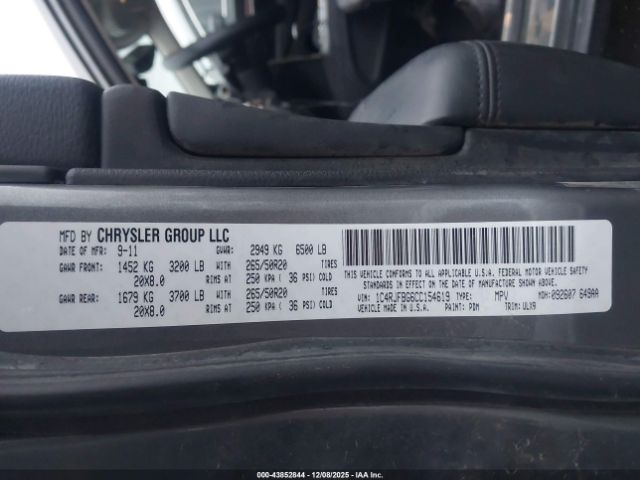 MFD BY CHRYSLER GROUP LLC
DATE OF MFR: 9-11 GVWR: 2949 KG 6500 LB
GAWR FRONT: 1452 KG 3200 LB WITH 265/50R20 TIRES
20X8.0 RIMS AT 250 KPA ( 36 PSI) COLD
GAWR REAR: 1679 KG 3700 LB WITH 265/50R20 TIRES
20X8.0 RIMS AT 250 KPA ( 36 PSI) COLD
THIS VEHICLE CONFORMS TO ALL APPLICABLE U.S.A. FEDERAL MOTOR VEHICLE SAFETY
STANDARDS IN EFFECT ON THE DATE OF MANUFACTURE SHOWN ABOVE.
VIN: 1C4RJFBG6CC154619 TYPE: MPV MDH: 092607 649AA
VEHICLE MADE IN U.S.A. PAINT: PDM TRIM: ULX9
000-43852844 | 12/08/2025 | IAA, Inc.